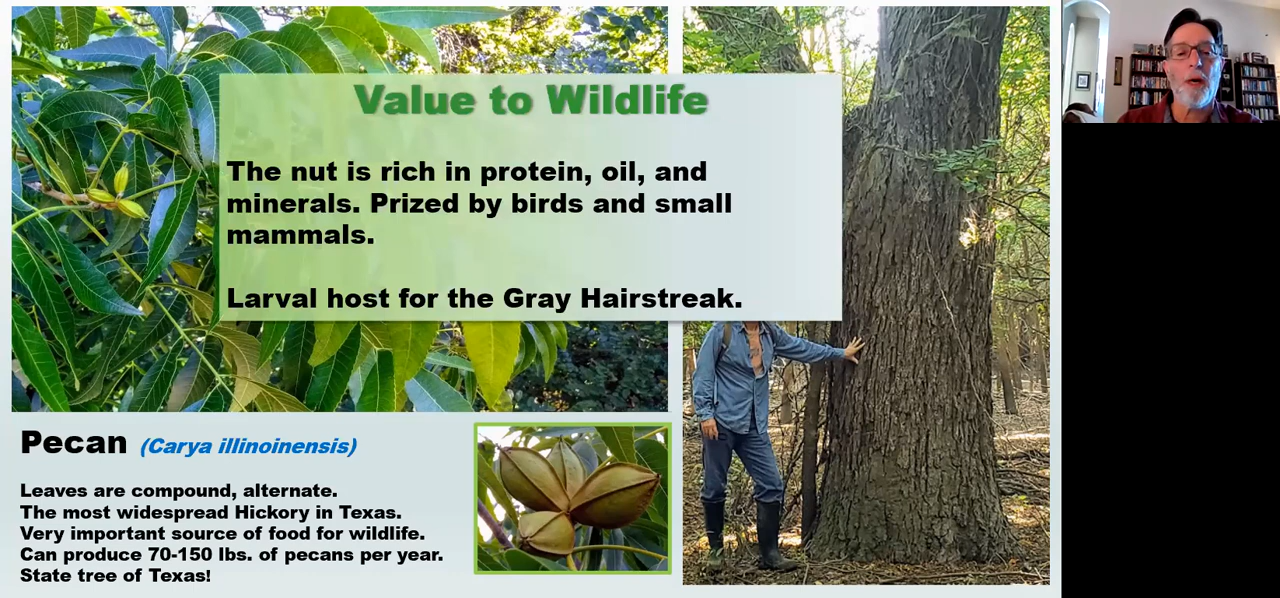 Value to Wildlife
The nut is rich in protein, oil, and
minerals. Prized by birds and small
mammals.
Larval host for the Gray Hairstreak.
Pecan (Carya illinoinensis)
Leaves are compound, alternate.
The most widespread Hickory in Texas.
Very important source of food for wildlife.
Can produce 70-150 lbs. of pecans per year.
State tree of Texas!